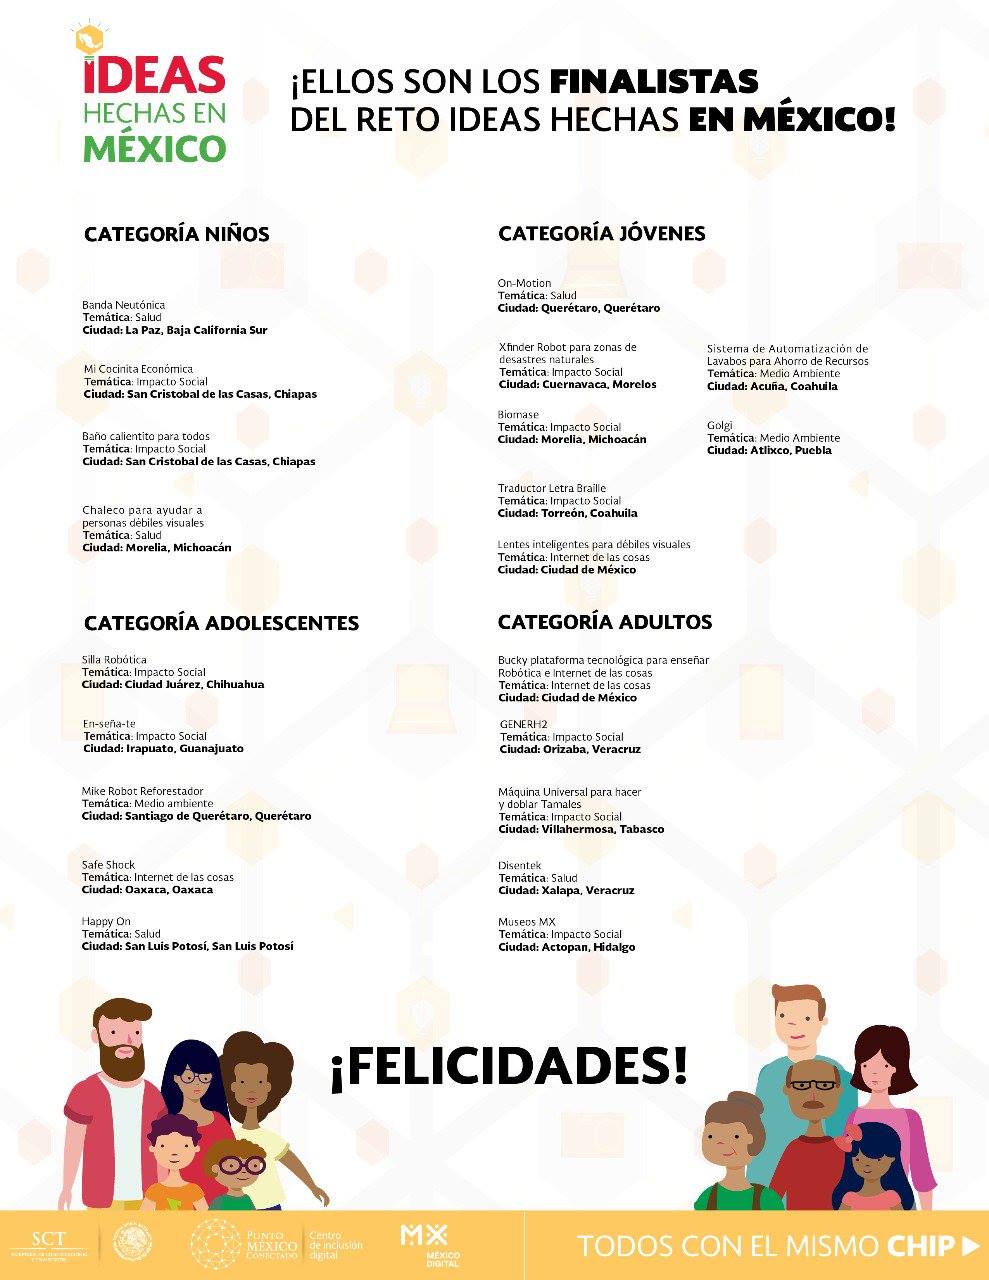 IDEAS
HECHAS EN
MÉXICO
¡ELLOS SON LOS FINALISTAS
DEL RETO IDEAS HECHAS EN MÉXICO!
CATEGORÍA NIÑOS
Banda Neutónica
Temática: Salud
Ciudad: La Paz, Baja California Sur
Mi Cocinita Económica
Temática: Impacto Social
Ciudad: San Cristobal de las Casas, Chiapas
Baño calientito para todos
Temática: Impacto Social
Ciudad: San Cristobal de las Casas, Chiapas
Chaleco para ayudar a
personas débiles visuales
Temática: Salud
Ciudad: Morelia, Michoacán
CATEGORÍA JÓVENES
On-Motion
Temática: Salud
Ciudad: Querétaro, Querétaro
Xfinder Robot para zonas de
desastres naturales
Temática: Impacto Social
Ciudad: Cuernavaca, Morelos
Biomase
Temática: Impacto Social
Ciudad: Morelia, Michoacán
Traductor Letra Braille
Temática: Impacto Social
Ciudad: Torreón, Coahuila
Lentes inteligentes para débiles visuales
Temática: Internet de las cosas
Ciudad: Ciudad de México
Sistema de Automatización de
Lavabos para Ahorro de Recursos
Temática: Medio Ambiente
Ciudad: Acuña, Coahuila
Golgi
Temática: Medio Ambiente
Ciudad: Atlixco, Puebla
CATEGORÍA ADOLESCENTES
Silla Robótica
Temática: Impacto Social
Ciudad: Ciudad Juárez, Chihuahua
En-seña-te
Temática: Impacto Social
Ciudad: Irapuato, Guanajuato
Mike Robot Reforestador
Temática: Medio ambiente
Ciudad: Santiago de Querétaro, Querétaro
Safe Shock
Temática: Internet de las cosas
Ciudad: Oaxaca, Oaxaca
Happy On
Temática: Salud
Ciudad: San Luis Potosí, San Luis Potosí
CATEGORÍA ADULTOS
Bucky plataforma tecnológica para enseñar
Robótica e Internet de las cosas
Temática: Internet de las cosas
Ciudad: Ciudad de México
GENERH2
Temática: Impacto Social
Ciudad: Orizaba, Veracruz
Máquina Universal para hacer
y doblar Tamales
Temática: Impacto Social
Ciudad: Villahermosa, Tabasco
Disentek
Temática: Salud
Ciudad: Xalapa, Veracruz
Museos MX
Temática: Impacto Social
Ciudad: Actopan, Hidalgo
¡FELICIDADES!
SCT
PUNTO
MÉXICO
CONECTADO
Centro
de inclusión
digital
MX
MÉXICO
DIGITAL
TODOS CON EL MISMO CHIP